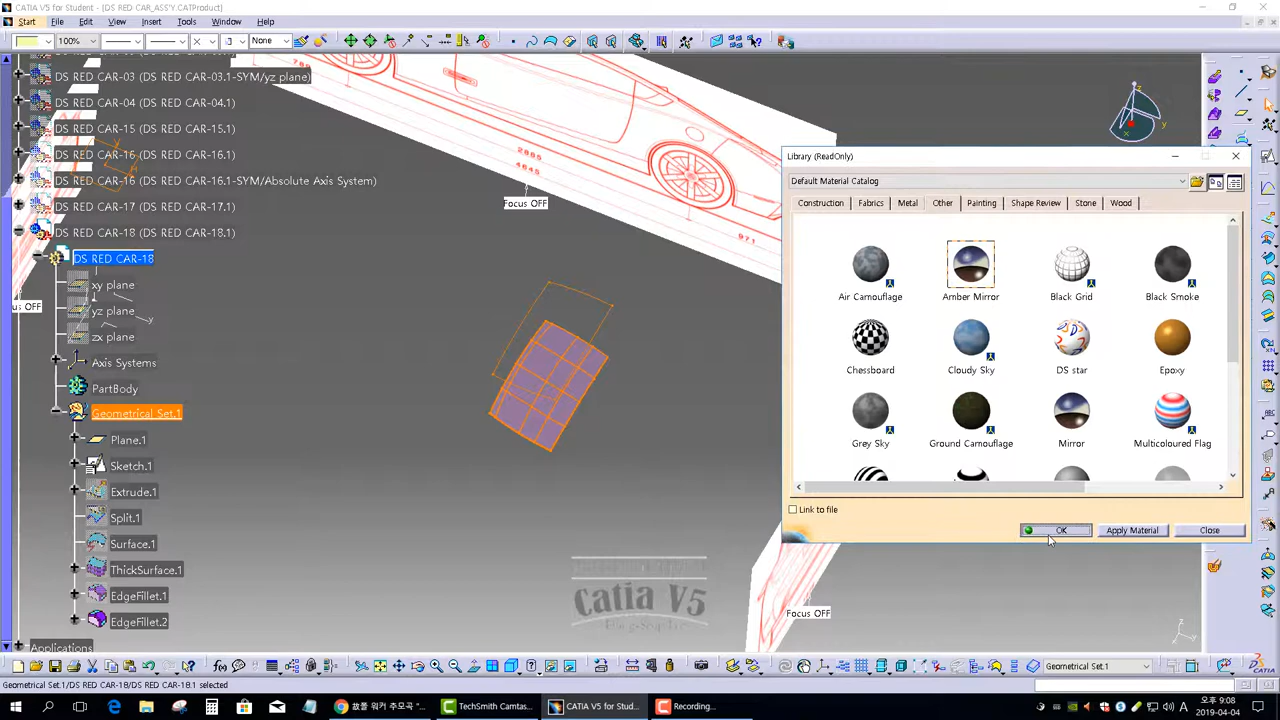 CATIA V5 for Student - [DS RED CAR_ASS'Y.CATProduct]
Start Edit View Insert Tools Window Help
100% None
DS RED CAR-03 (DS RED CAR-03.1-SYM/yz plane)
DS RED CAR-04 (DS RED CAR-04.1)
DS RED CAR-15 (DS RED CAR-15.1)
DS RED CAR-16 (DS RED CAR-16.1)
DS RED CAR-16 (DS RED CAR-16.1-SYM/Absolute Axis System)
DS RED CAR-17 (DS RED CAR-17.1)
DS RED CAR-18 (DS RED CAR-18.1)
DS RED CAR-18
xy plane
yz plane
zx plane
Axis Systems
PartBody
Geometrical Set.1
Plane.1
Sketch.1
Extrude.1
Split.1
Surface.1
ThickSurface.1
EdgeFillet.1
EdgeFillet.2
Applications
4645
971
Focus OFF
Focus OFF
z
y
x
Library (ReadOnly)
Default Material Catalog
Construction Fabrics Metal Other Painting Shape Review Stone Wood
Air Camouflage Amber Mirror Black Grid Black Smoke
Chessboard Cloudy Sky DS star Epoxy
Grey Sky Ground Camouflage Mirror Multicoloured Flag
Link to file
OK Apply Material Close
Catia V5
Geometrical Set.1
Geometrical Set.1/DS RED CAR-18/DS RED CAR-18.1 selected
TechSmith Camtas...
CATIA V5 for Stud...
Recording...
A
오후 9:08
2019-04-04